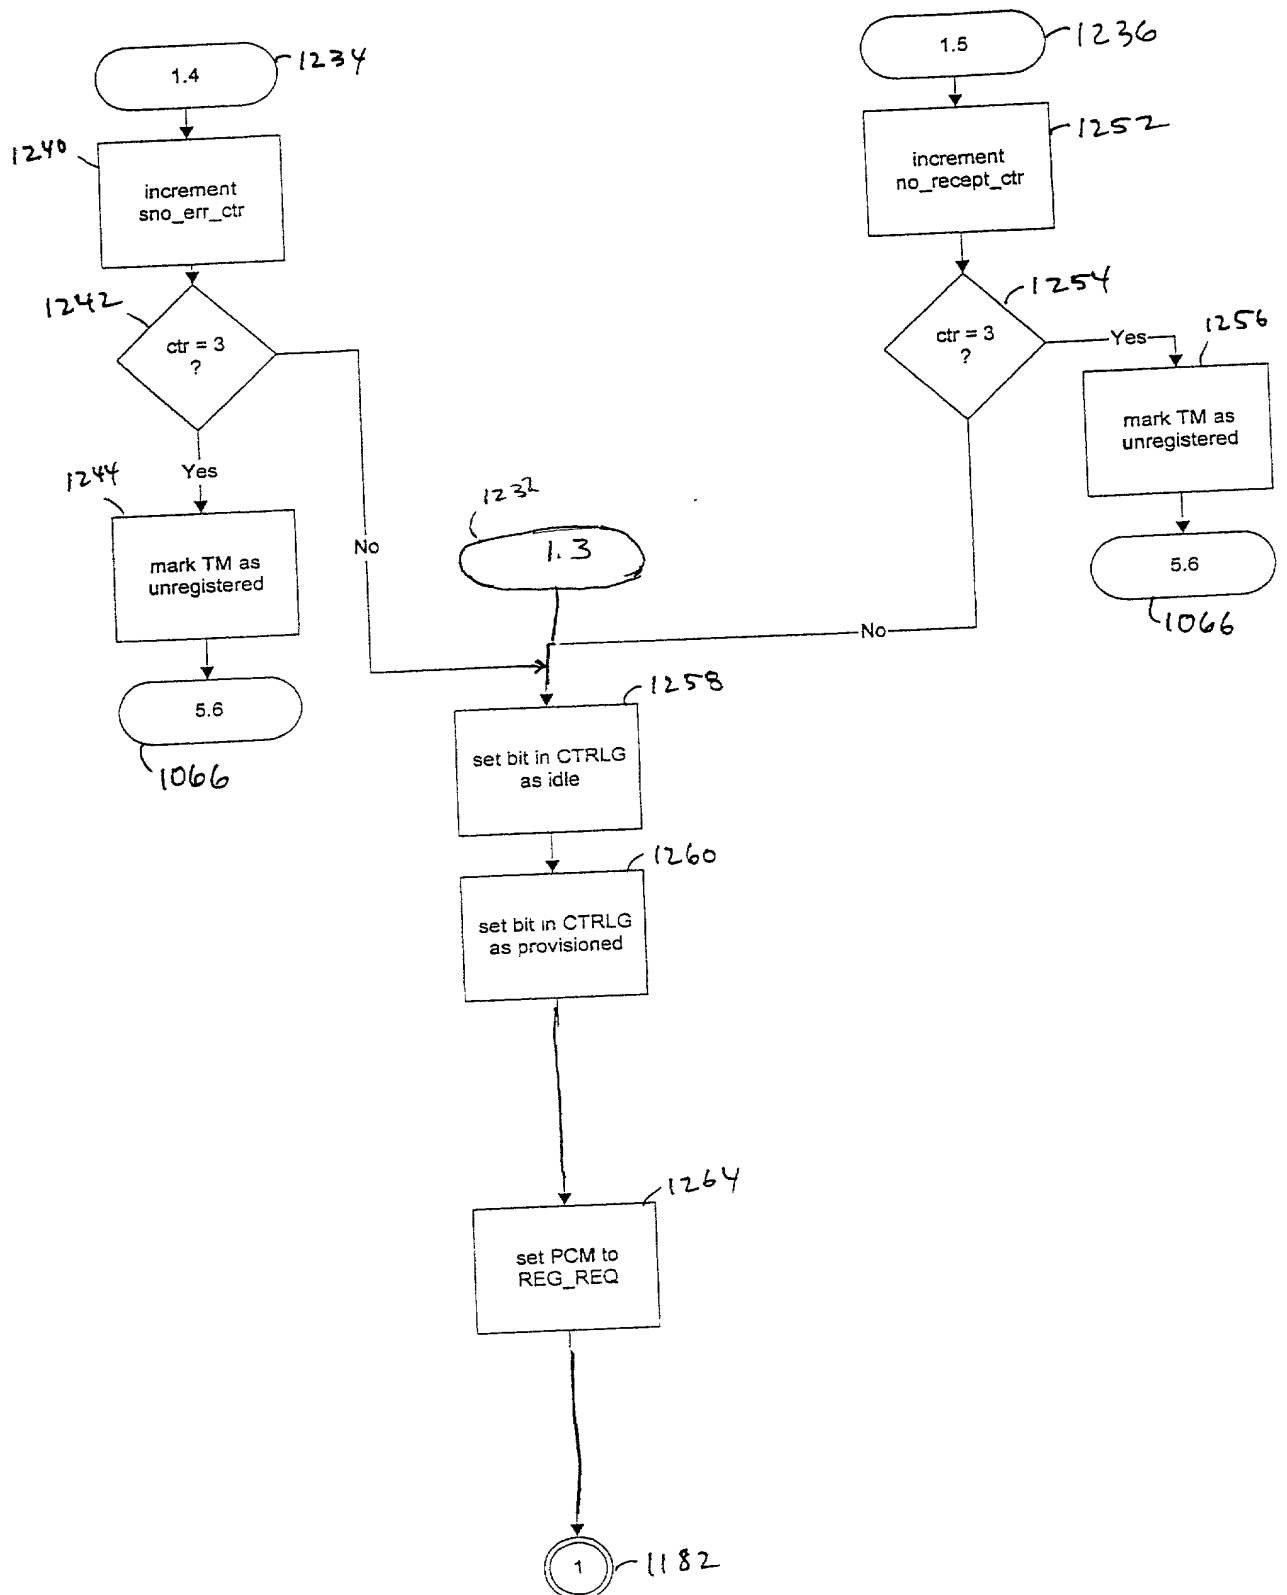 1.4
1234
1240
increment
sno_err_ctr
1242
ctr = 3
?
Yes
1244
mark TM as
unregistered
5.6
1066
No
1.5
1236
1252
increment
no_recept_ctr
1254
ctr = 3
?
Yes
1256
mark TM as
unregistered
5.6
1066
No
1232
1.3
1258
set bit in CTRLG
as idle
1260
set bit in CTRLG
as provisioned
1264
set PCM to
REG_REQ
1
1182